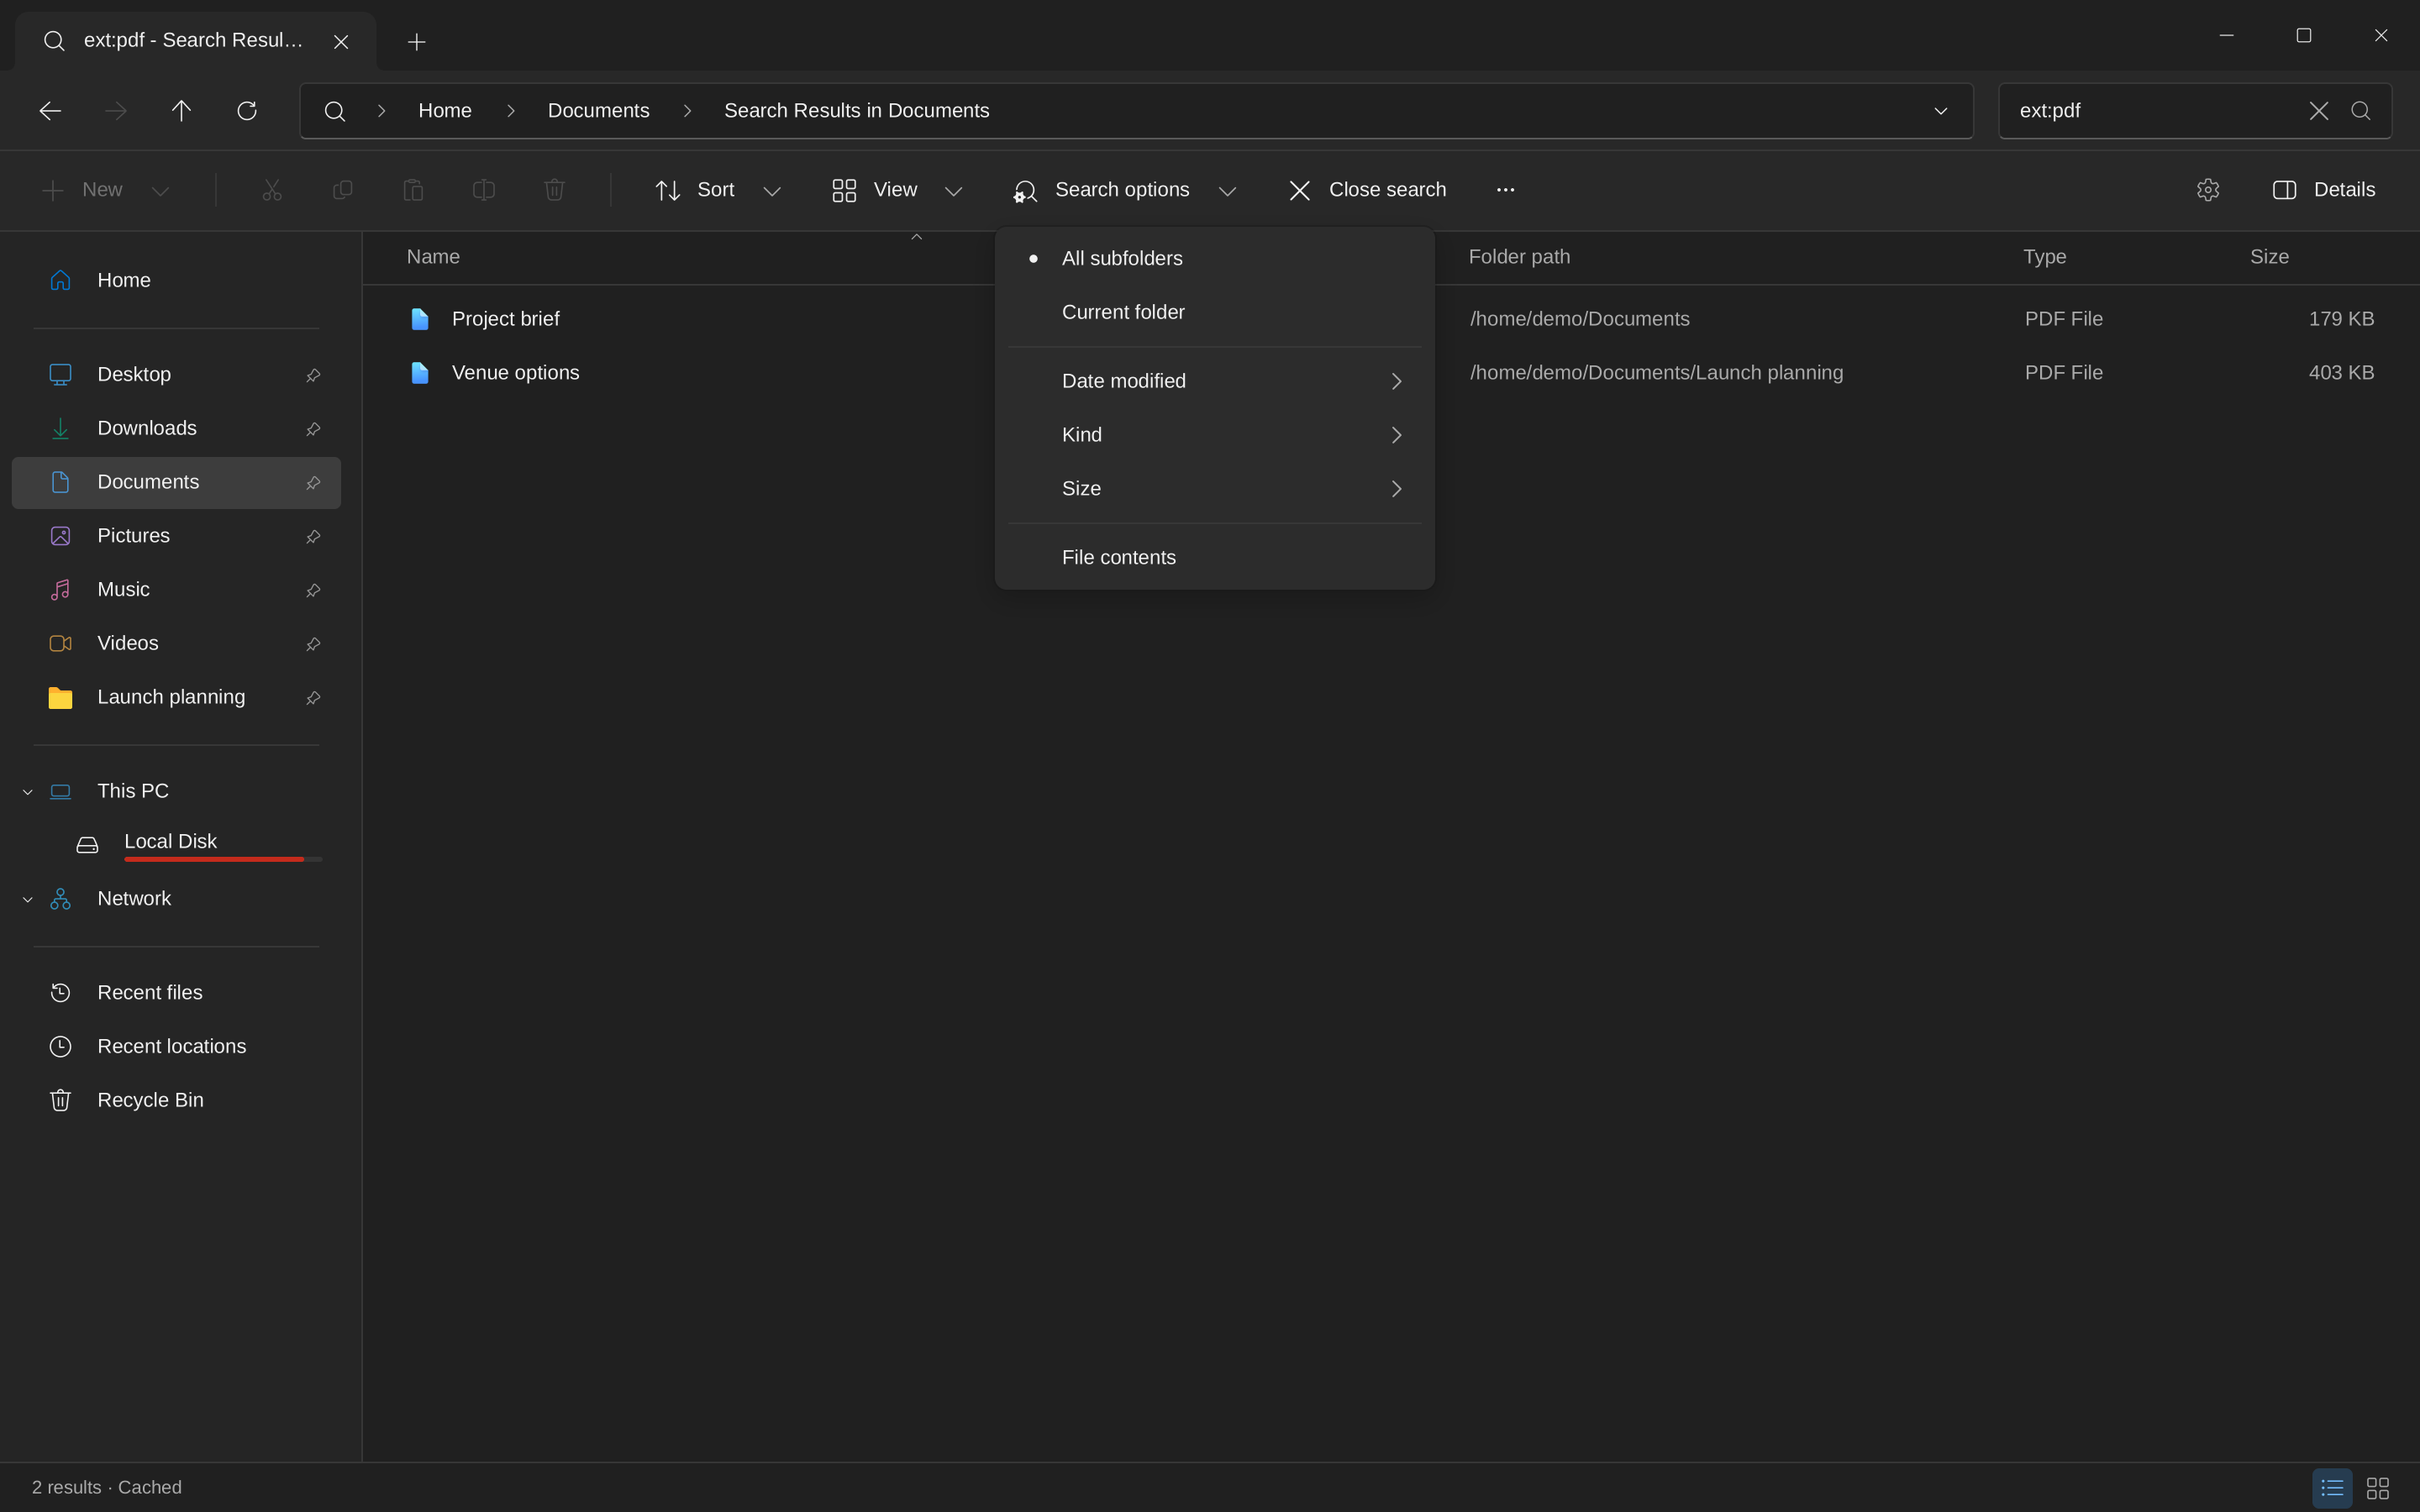 ext:pdf - Search Resul…
Home
Documents
Search Results in Documents
ext:pdf
New
Sort
View
Search options
Close search
Details
Name
Folder path
Type
Size
Project brief
/home/demo/Documents
PDF File
179 KB
Venue options
/home/demo/Documents/Launch planning
PDF File
403 KB
All subfolders
Current folder
Date modified
Kind
Size
File contents
Home
Desktop
Downloads
Documents
Pictures
Music
Videos
Launch planning
This PC
Local Disk
Network
Recent files
Recent locations
Recycle Bin
2 results · Cached